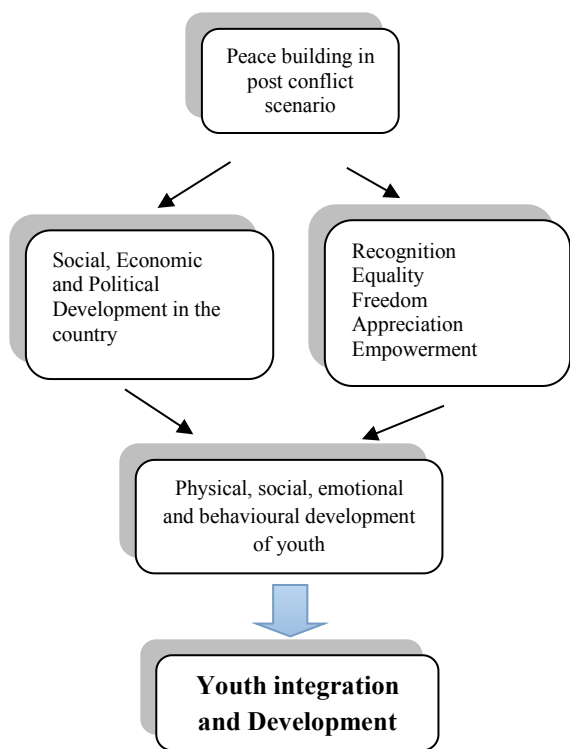 Peace building in
post conflict
scenario
Social, Economic
and Political
Development in the
country
Recognition
Equality
Freedom
Appreciation
Empowerment
Physical, social, emotional
and behavioural development
of youth
Youth integration
and Development